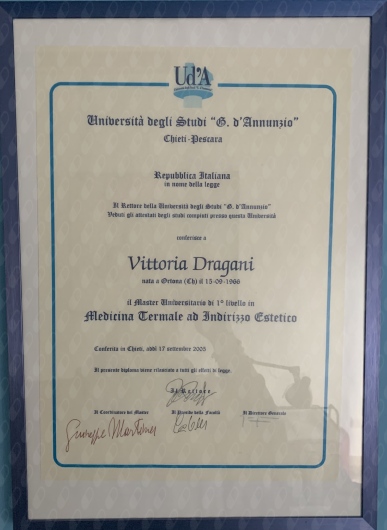 Ud'A
Università degli Studi "G. d'Annunzio"
Chieti-Pescara
Repubblica Italiana
in nome della legge
Il Rettore della Università degli Studi "G. d'Annunzio"
Veduti gli attestati degli studi compiuti presso questa Università
conferisce a
Vittoria Dragani
nata a Ortona (Ch) il 15-09-1966
il Master Universitario di 1° livello in
Medicina Termale ad Indirizzo Estetico
Conferita in Chieti, addì 17 settembre 2005
Il presente diploma viene rilasciato a tutti gli effetti di legge.
Il Rettore
Il Coordinatore del Master Il Preside della Facoltà Il Direttore Generale